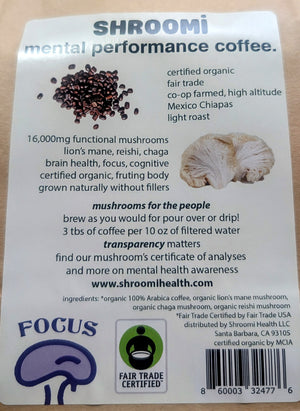 SHROOMi
mental performance coffee.
certified organic
fair trade
co-op farmed, high altitude
Mexico Chiapas
light roast
16,000mg functional mushrooms
lion's mane, reishi, chaga
brain health, focus, cognitive
certified organic, fruting body
grown naturally without fillers
mushrooms for the people
brew as you would for pour over or drip!
3 tbs of coffee per 10 oz of filtered water
transparency matters
find our mushroom's certificate of analyses
and more on mental health awareness
www.shroomihealth.com
ingredients: *organic 100% Arabica coffee, organic lion's mane mushroom,
organic chaga mushroom, organic reishi mushroom
*Fair Trade Certified by Fair Trade USA
distributed by Shroomi Health LLC
Santa Barbara, CA 93105
certified organic by MCIA
FOCUS
FAIR TRADE
CERTIFIED™
8 60003 32477 6